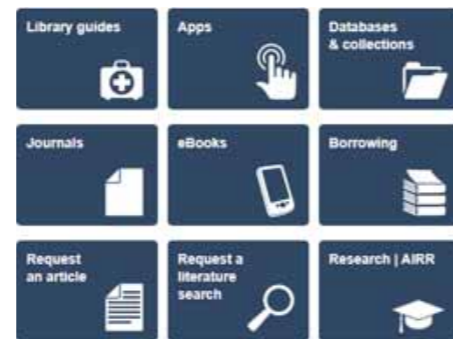 Library guides
Apps
Databases
& collections
Journals
eBooks
Borrowing
Request
an article
Request a
literature
search
Research | AIRR